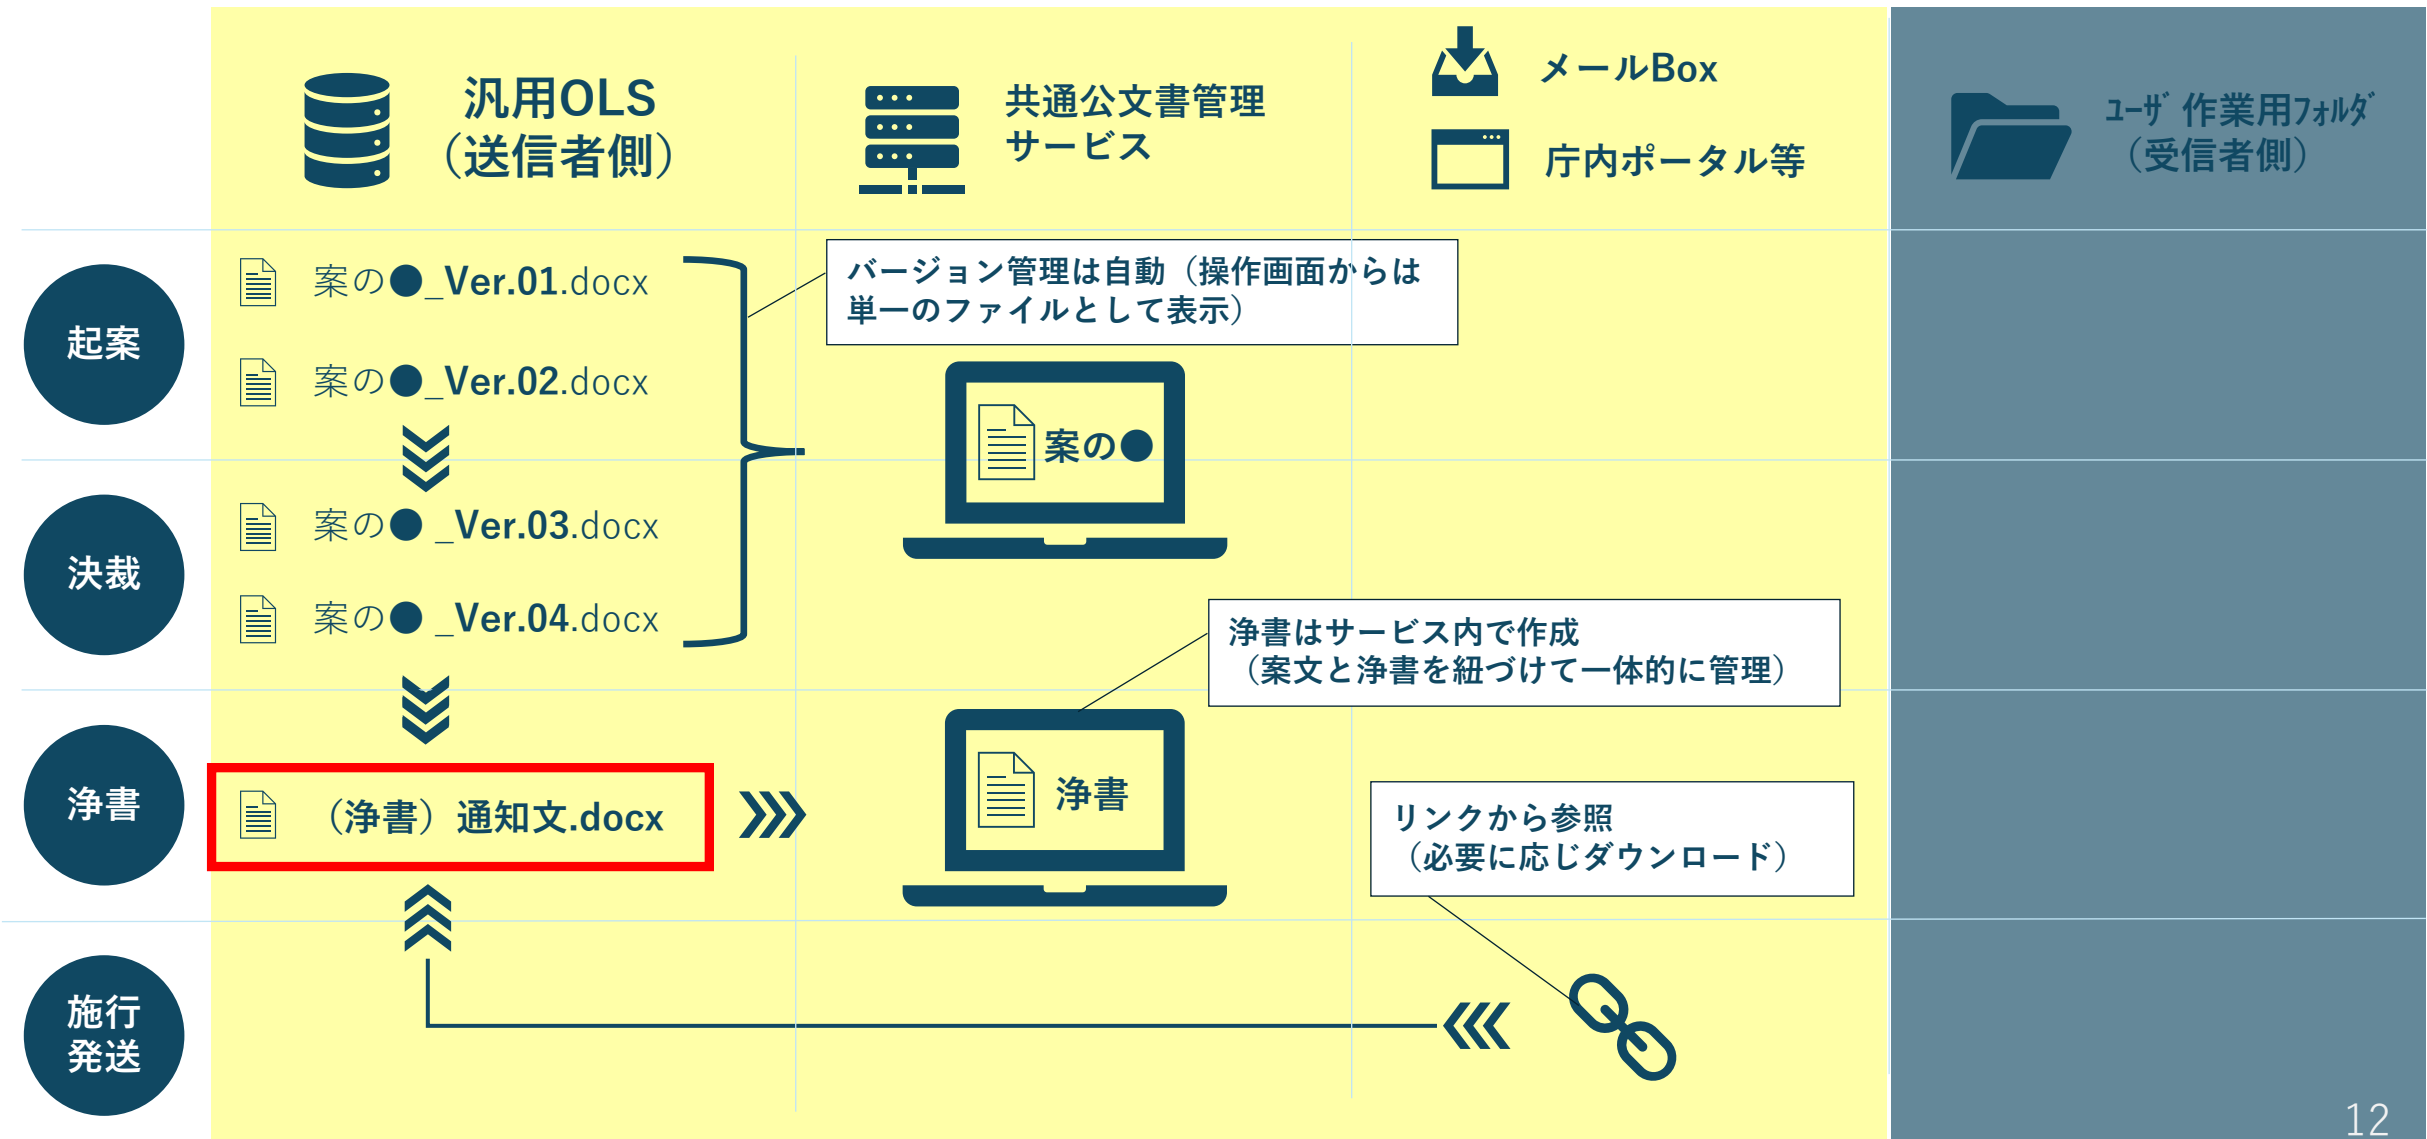 汎用OLS
（送信者側）
共通公文書管理
サービス
メールBox
庁内ポータル等
ﾕｰｻﾞ 作業用ﾌｫﾙﾀﾞ
（受信者側）
起案
案の●_Ver.01.docx
バージョン管理は自動（操作画面からは
単一のファイルとして表示）
案の●_Ver.02.docx
案の●
決裁
案の● _Ver.03.docx
案の● _Ver.04.docx
浄書はサービス内で作成
（案文と浄書を紐づけて一体的に管理）
浄書
（浄書）通知文.docx
浄書
リンクから参照
（必要に応じダウンロード）
施行
発送
12